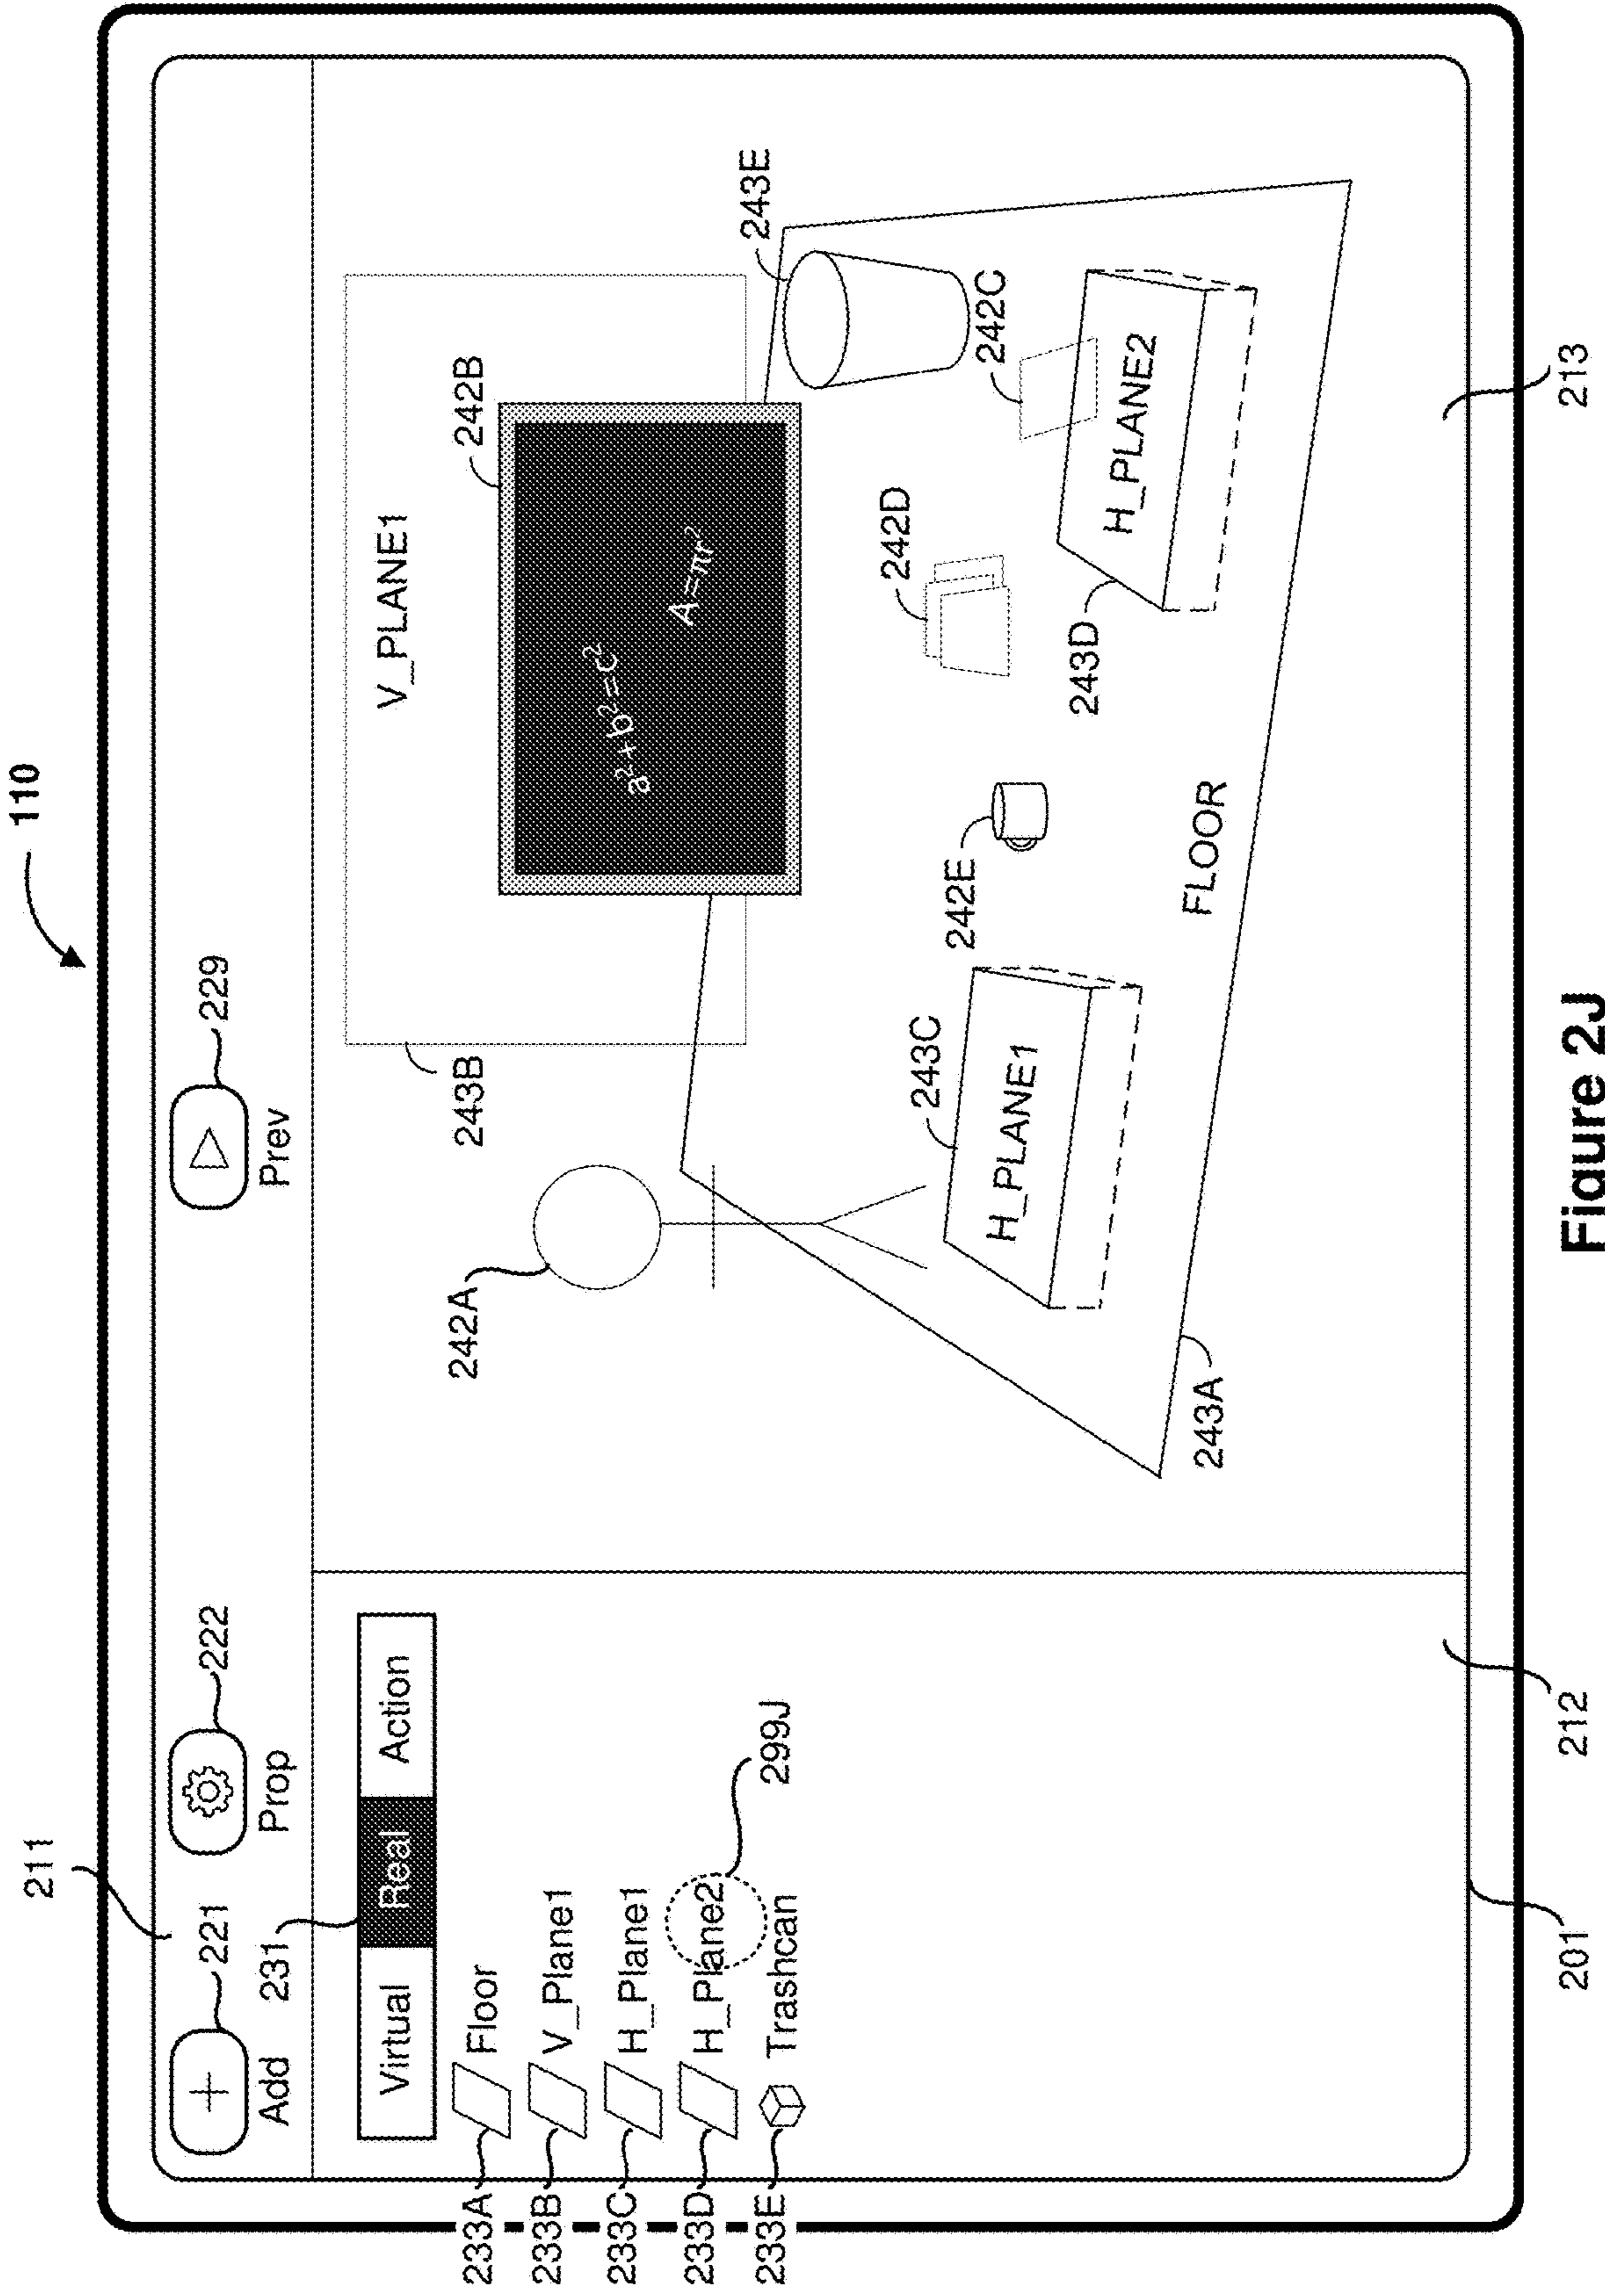 110
211
221
222
229
Add
Prop
Prev
231
Virtual Real Action
233A
Floor
233B
V_Plane1
233C
H_Plane1
233D
H_Plane2
233E
Trashcan
299J
242A
243B
V_PLANE1
242B
a²+b²=c²
A=πr²
243E
243C
H_PLANE1
242E
242D
242C
243D
H_PLANE2
FLOOR
243A
201
212
213
Figure 2J